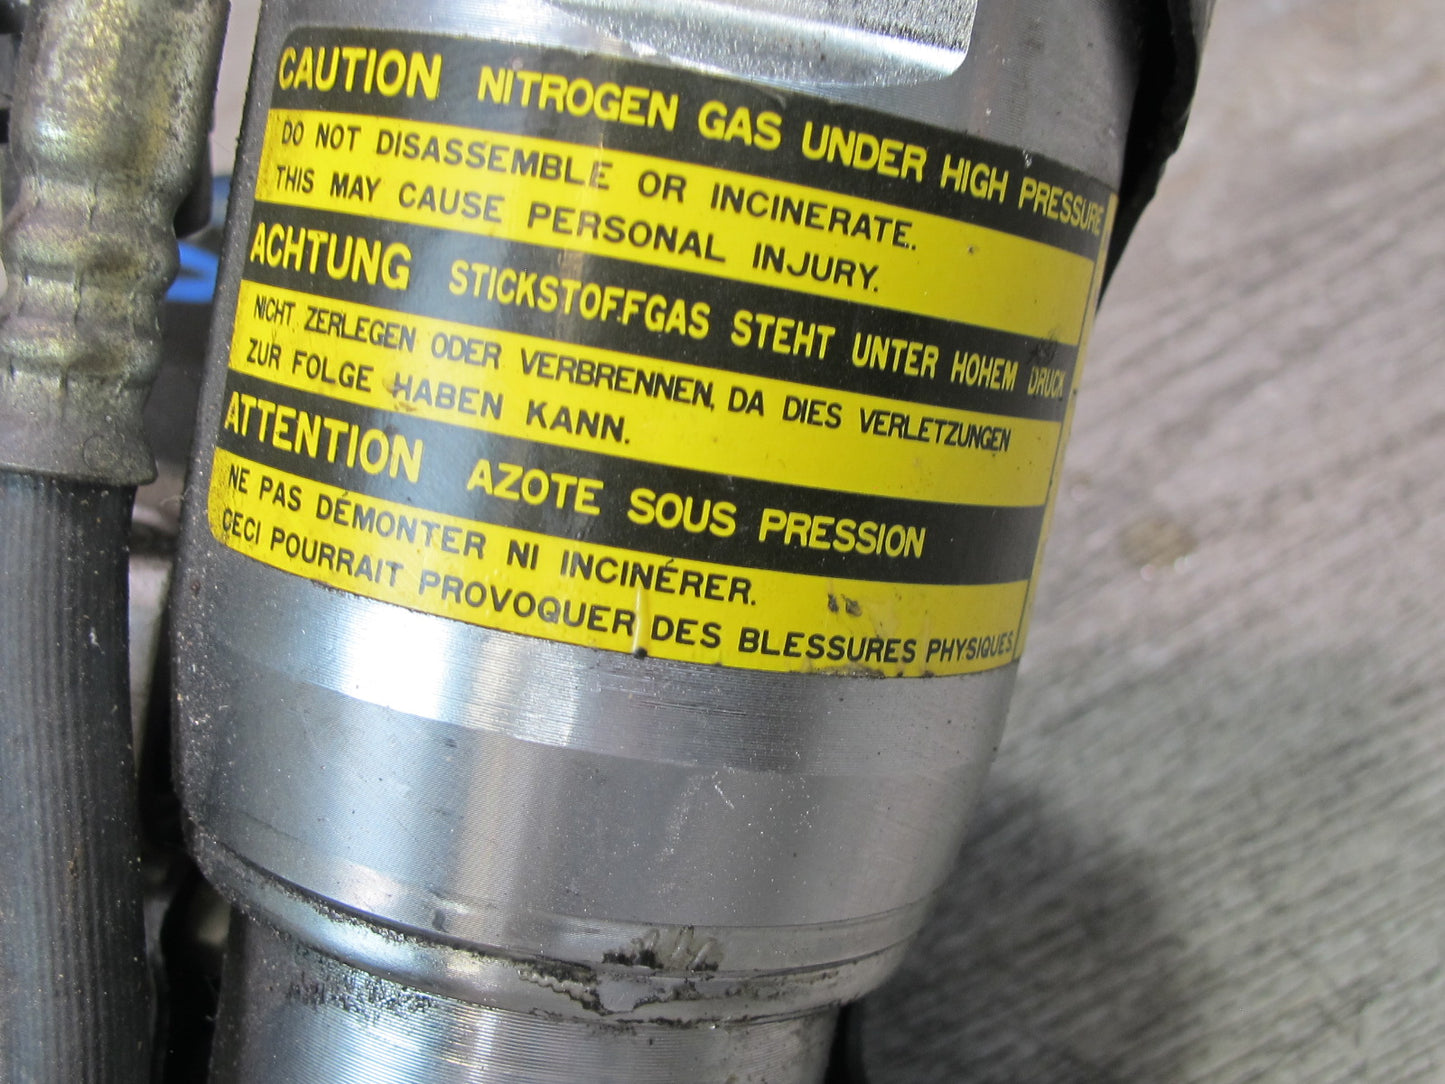 CAUTION NITROGEN GAS UNDER HIGH PRESSURE
DO NOT DISASSEMBLE OR INCINERATE.
THIS MAY CAUSE PERSONAL INJURY.
ACHTUNG STICKSTOFFGAS STEHT UNTER HOHEM DRUCK
NICHT ZERLEGEN ODER VERBRENNEN, DA DIES VERLETZUNGEN
ZUR FOLGE HABEN KANN.
ATTENTION AZOTE SOUS PRESSION
NE PAS DÉMONTER NI INCINÉRER.
CECI POURRAIT PROVOQUER DES BLESSURES PHYSIQUES